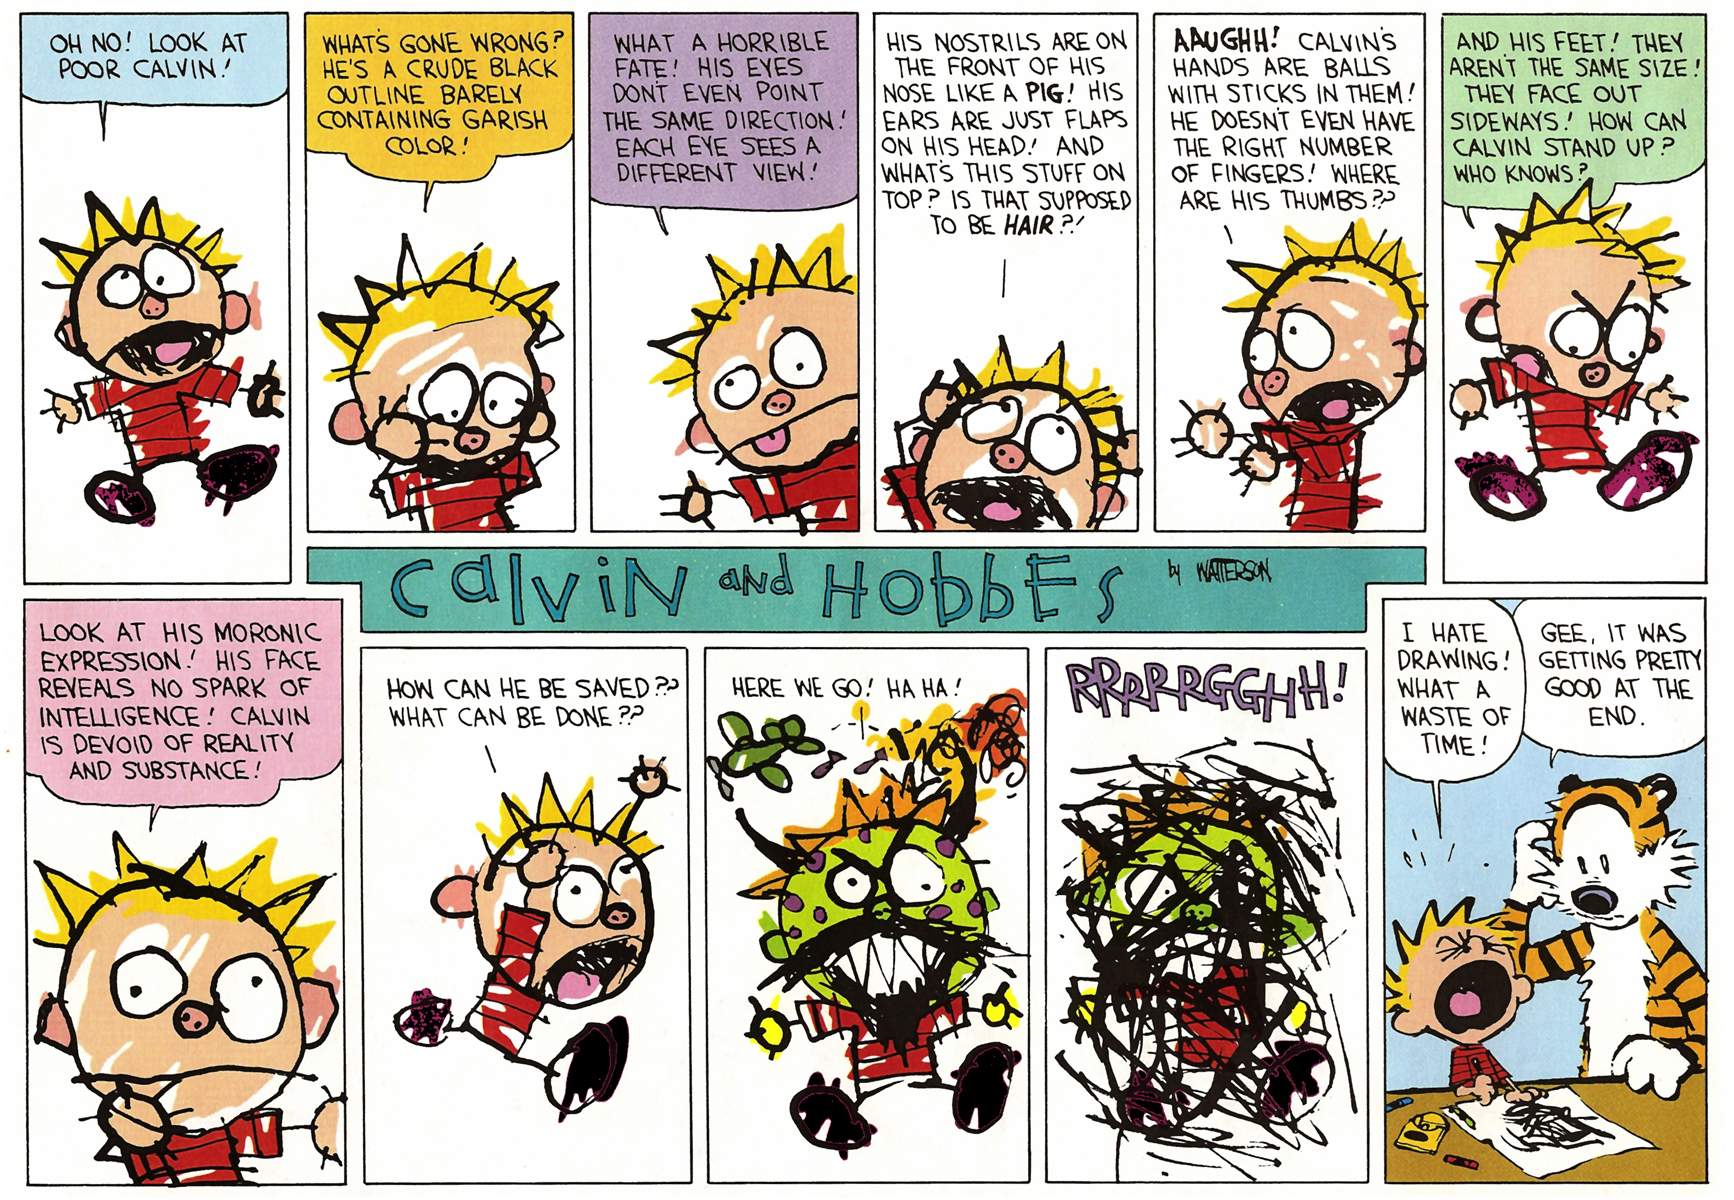 OH NO! LOOK AT
POOR CALVIN!
WHAT'S GONE WRONG?
HE'S A CRUDE BLACK
OUTLINE BARELY
CONTAINING GARISH
COLOR!
WHAT A HORRIBLE
FATE! HIS EYES
DON'T EVEN POINT
THE SAME DIRECTION!
EACH EYE SEES A
DIFFERENT VIEW!
HIS NOSTRILS ARE ON
THE FRONT OF HIS
NOSE LIKE A PIG! HIS
EARS ARE JUST FLAPS
ON HIS HEAD! AND
WHAT'S THIS STUFF ON
TOP? IS THAT SUPPOSED
TO BE HAIR?!
AAUGHH! CALVIN'S
HANDS ARE BALLS
WITH STICKS IN THEM!
HE DOESN'T EVEN HAVE
THE RIGHT NUMBER
OF FINGERS! WHERE
ARE HIS THUMBS??
AND HIS FEET! THEY
AREN'T THE SAME SIZE!
THEY FACE OUT
SIDEWAYS! HOW CAN
CALVIN STAND UP?
WHO KNOWS?
CalViN and HObbEs
by WATTERSON
LOOK AT HIS MORONIC
EXPRESSION! HIS FACE
REVEALS NO SPARK OF
INTELLIGENCE! CALVIN
IS DEVOID OF REALITY
AND SUBSTANCE!
HOW CAN HE BE SAVED??
WHAT CAN BE DONE??
HERE WE GO! HA HA!
RRRRRGGHH!
I HATE
DRAWING!
WHAT A
WASTE OF
TIME!
GEE, IT WAS
GETTING PRETTY
GOOD AT THE
END.